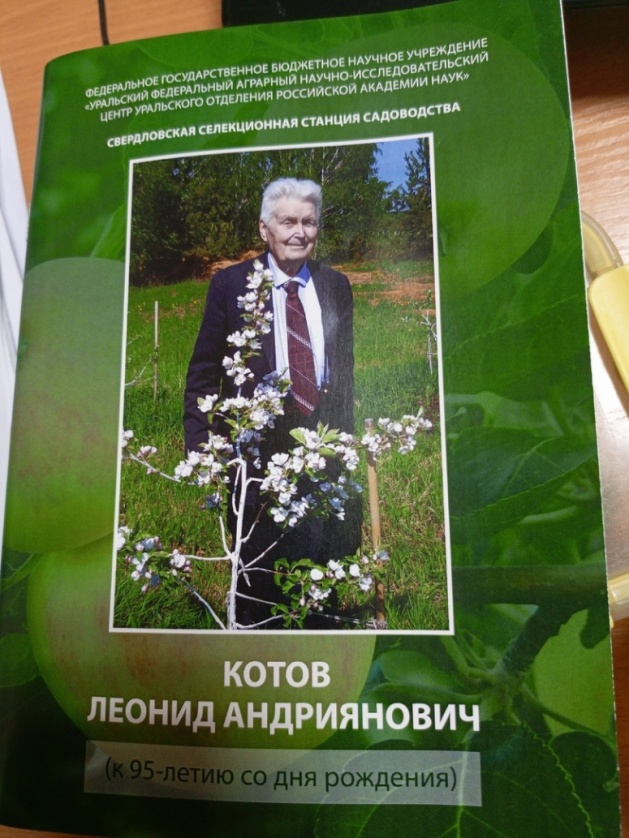 ФЕДЕРАЛЬНОЕ ГОСУДАРСТВЕННОЕ БЮДЖЕТНОЕ НАУЧНОЕ УЧРЕЖДЕНИЕ
«УРАЛЬСКИЙ ФЕДЕРАЛЬНЫЙ АГРАРНЫЙ НАУЧНО-ИССЛЕДОВАТЕЛЬСКИЙ
ЦЕНТР УРАЛЬСКОГО ОТДЕЛЕНИЯ РОССИЙСКОЙ АКАДЕМИИ НАУК»
СВЕРДЛОВСКАЯ СЕЛЕКЦИОННАЯ СТАНЦИЯ САДОВОДСТВА
КОТОВ
ЛЕОНИД АНДРИЯНОВИЧ
(к 95-летию со дня рождения)